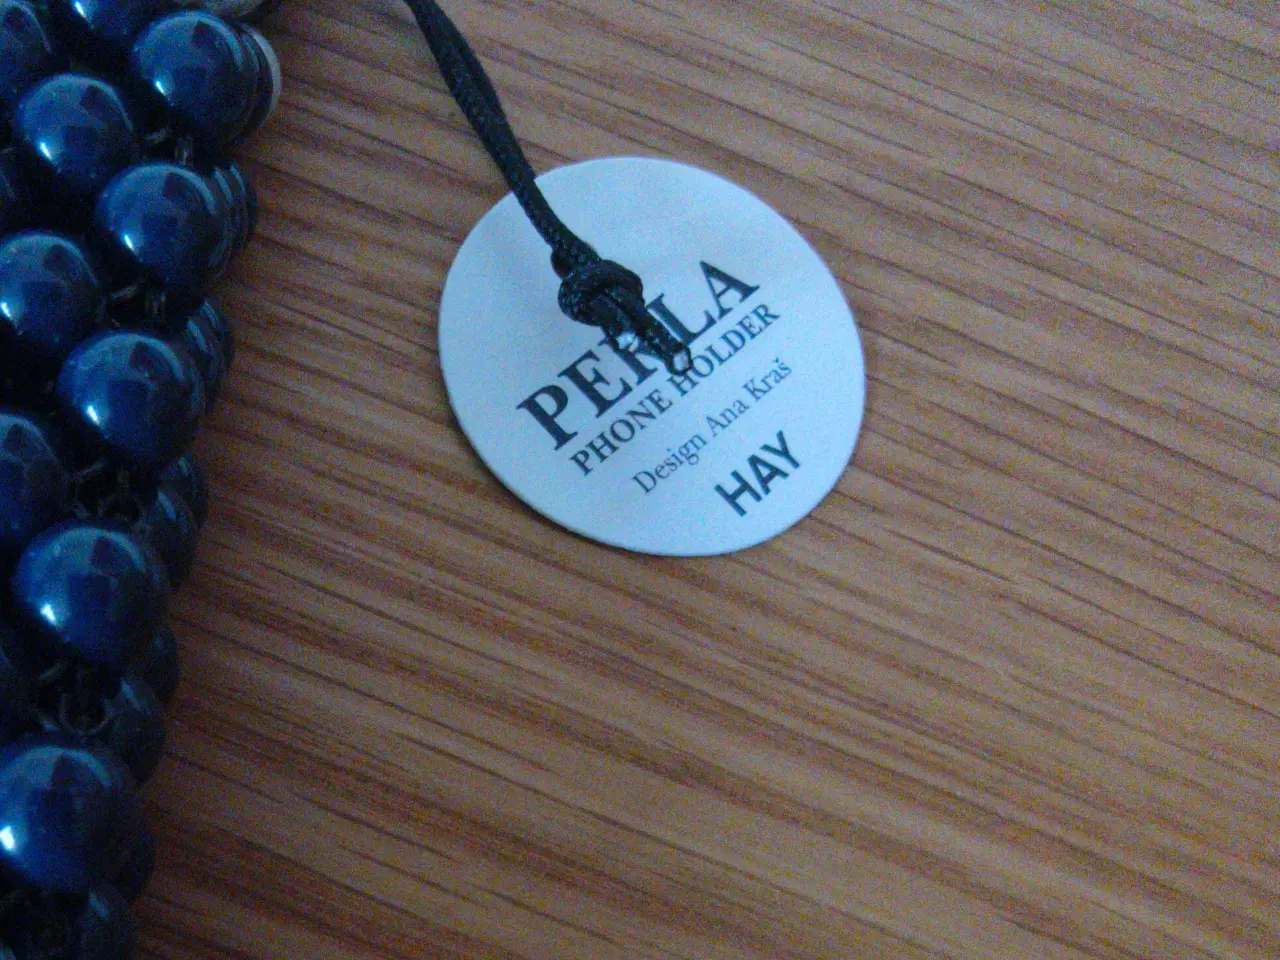 PERLA
PHONE HOLDER
Design Ana Kraš
HAY